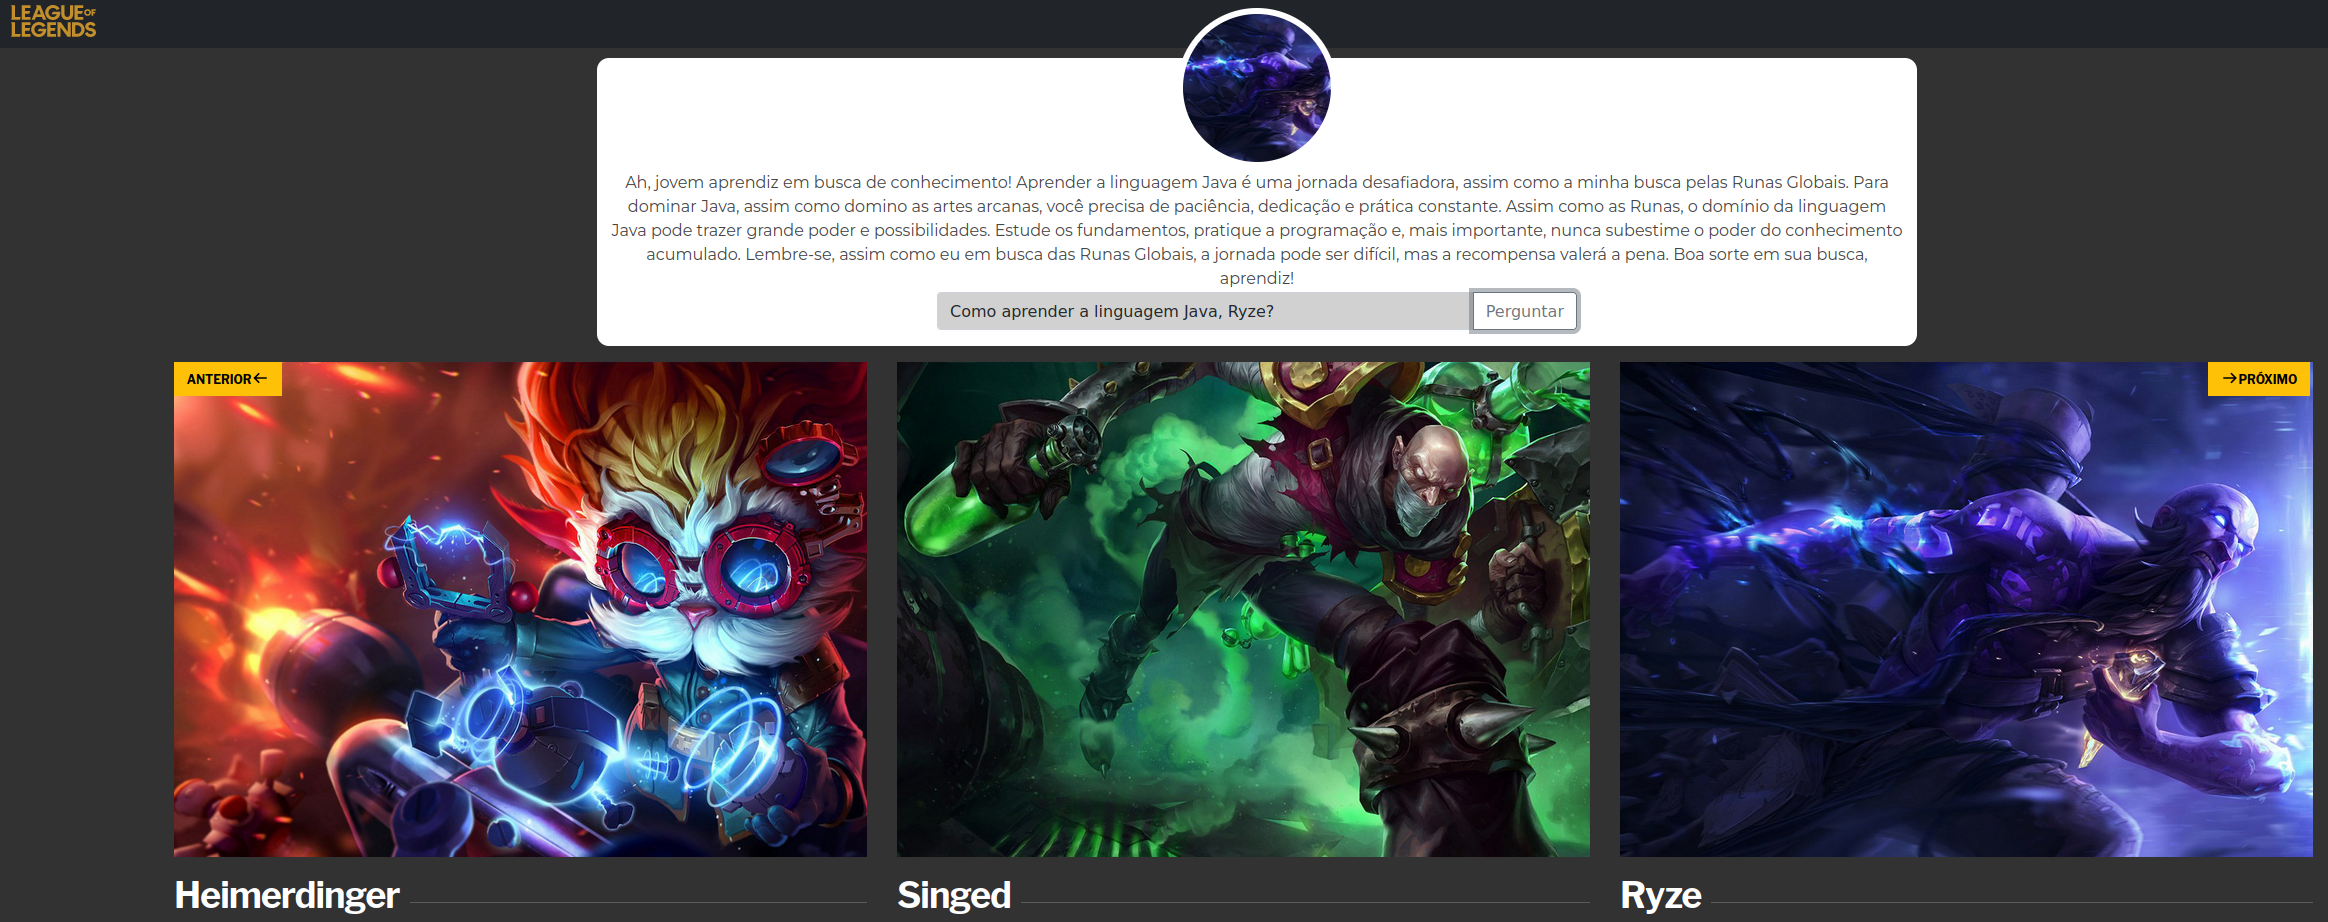 LEAGUE OF
LEGENDS
Ah, jovem aprendiz em busca de conhecimento! Aprender a linguagem Java é uma jornada desafiadora, assim como a minha busca pelas Runas Globais. Para
dominar Java, assim como domino as artes arcanas, você precisa de paciência, dedicação e prática constante. Assim como as Runas, o domínio da linguagem
Java pode trazer grande poder e possibilidades. Estude os fundamentos, pratique a programação e, mais importante, nunca subestime o poder do conhecimento
acumulado. Lembre-se, assim como eu em busca das Runas Globais, a jornada pode ser difícil, mas a recompensa valerá a pena. Boa sorte em sua busca,
aprendiz!
Como aprender a linguagem Java, Ryze? Perguntar
ANTERIOR← →PRÓXIMO
Heimerdinger Singed Ryze